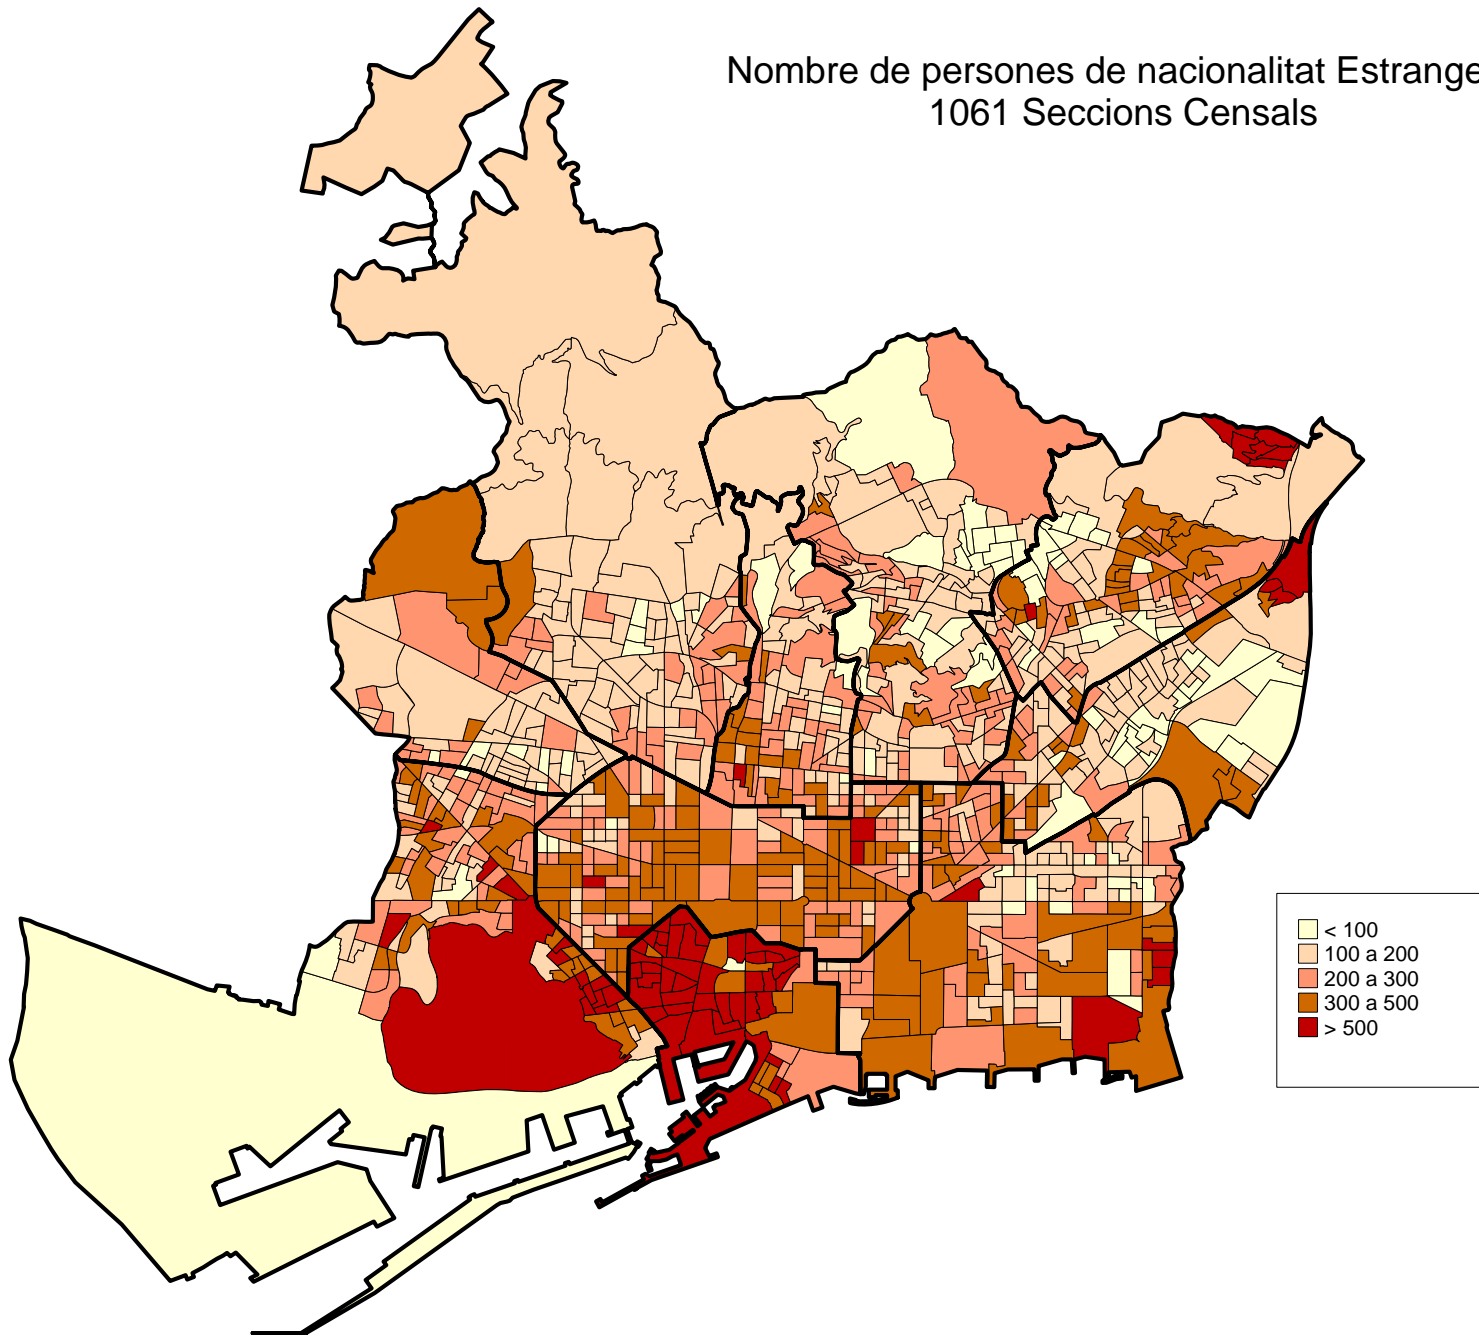 Nombre de persones de nacionalitat Estrange
1061 Seccions Censals
< 100
100 a 200
200 a 300
300 a 500
> 500